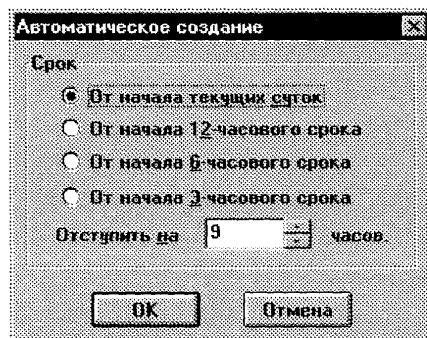 Автоматическое создание
Срок
От начала текущих суток
От начала 12-часового срока
От начала 6-часового срока
От начала 3-часового срока
Отступить на 9 часов.
OK Отмена